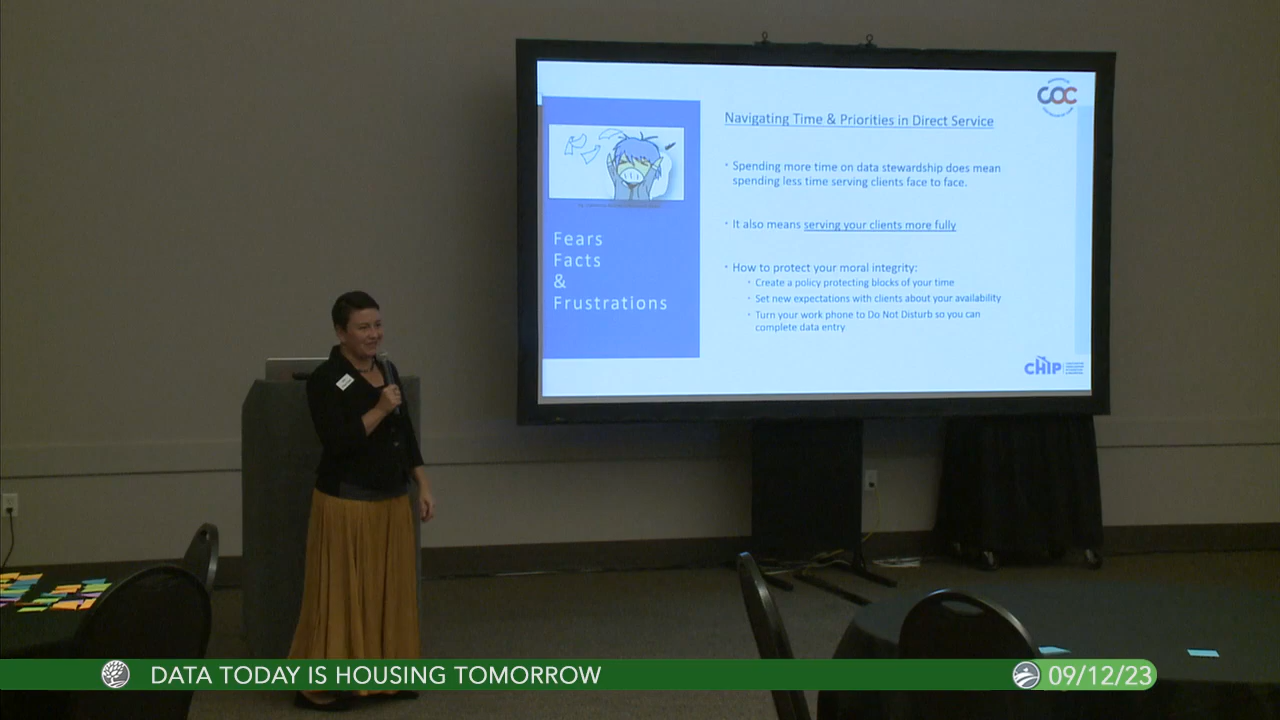 COC
Navigating Time & Priorities in Direct Service
Spending more time on data stewardship does mean
spending less time serving clients face to face.
It also means serving your clients more fully
How to protect your moral integrity:
Create a policy protecting blocks of your time
Set new expectations with clients about your availability
Turn your work phone to Do Not Disturb so you can
complete data entry
Fears
Facts
&
Frustrations
CHIP
DATA TODAY IS HOUSING TOMORROW
09/12/23